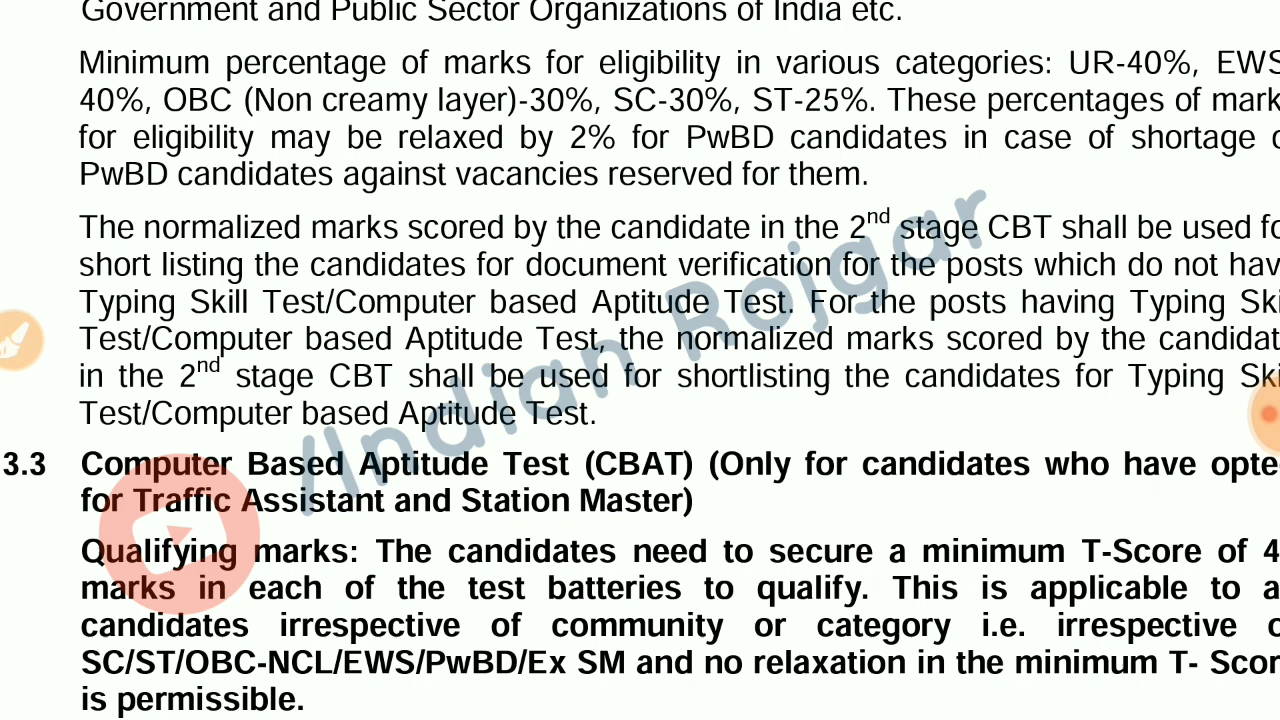 Government and Public Sector Organizations of India etc.
Minimum percentage of marks for eligibility in various categories: UR-40%, EWS
40%, OBC (Non creamy layer)-30%, SC-30%, ST-25%. These percentages of mark
for eligibility may be relaxed by 2% for PwBD candidates in case of shortage o
PwBD candidates against vacancies reserved for them.
The normalized marks scored by the candidate in the 2nd stage CBT shall be used fo
short listing the candidates for document verification for the posts which do not hav
Typing Skill Test/Computer based Aptitude Test. For the posts having Typing Ski
Test/Computer based Aptitude Test, the normalized marks scored by the candidat
in the 2nd stage CBT shall be used for shortlisting the candidates for Typing Ski
Test/Computer based Aptitude Test.
/Indian Rojgar
3.3 Computer Based Aptitude Test (CBAT) (Only for candidates who have opte
for Traffic Assistant and Station Master)
Qualifying marks: The candidates need to secure a minimum T-Score of 4
marks in each of the test batteries to qualify. This is applicable to a
candidates irrespective of community or category i.e. irrespective o
SC/ST/OBC-NCL/EWS/PwBD/Ex SM and no relaxation in the minimum T- Scor
is permissible.